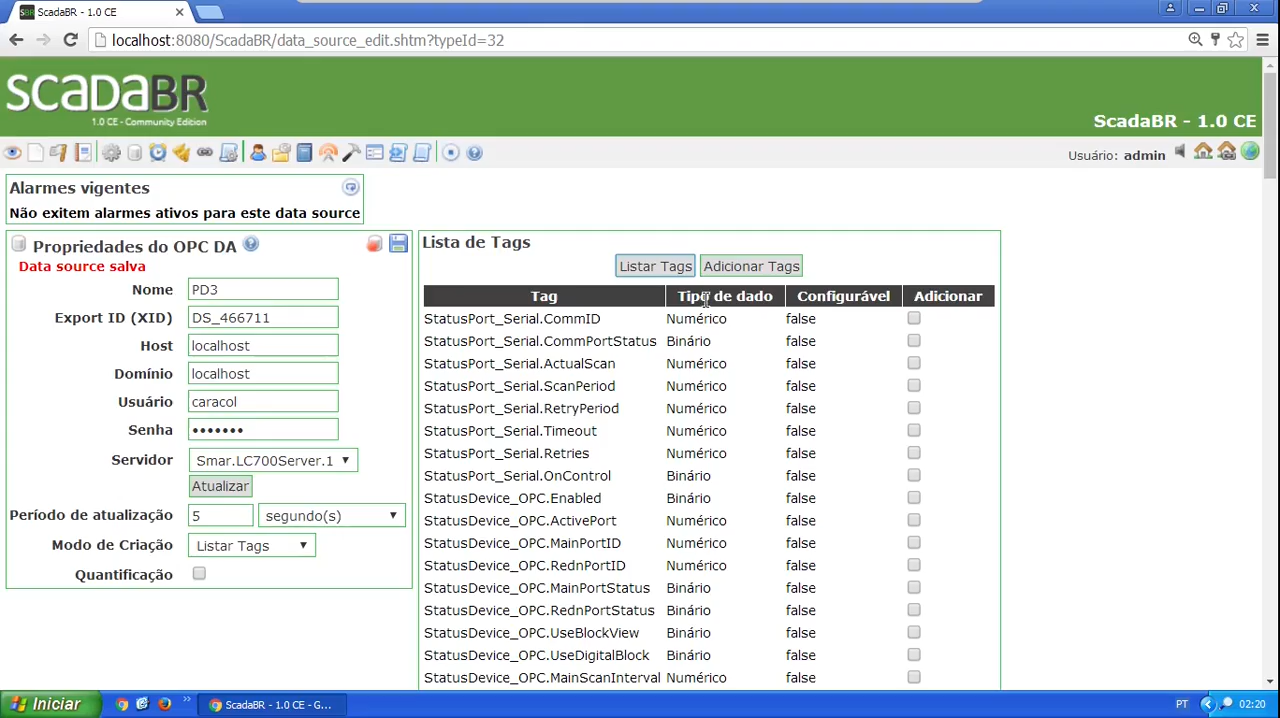 ScadaBR - 1.0 CE
localhost:8080/ScadaBR/data_source_edit.shtm?typeId=32
SCADABR
1.0 CE - Community Edition
ScadaBR - 1.0 CE
Usuário: admin
Alarmes vigentes
Não exitem alarmes ativos para este data source
Propriedades do OPC DA
Data source salva
Nome PD3
Export ID (XID) DS_466711
Host localhost
Domínio localhost
Usuário caracol
Senha •••••••
Servidor Smar.LC700Server.1
Atualizar
Período de atualização 5 segundo(s)
Modo de Criação Listar Tags
Quantificação
Lista de Tags
Listar Tags Adicionar Tags
Tag Tipo de dado Configurável Adicionar
StatusPort_Serial.CommID Numérico false
StatusPort_Serial.CommPortStatus Binário false
StatusPort_Serial.ActualScan Numérico false
StatusPort_Serial.ScanPeriod Numérico false
StatusPort_Serial.RetryPeriod Numérico false
StatusPort_Serial.Timeout Numérico false
StatusPort_Serial.Retries Numérico false
StatusPort_Serial.OnControl Binário false
StatusDevice_OPC.Enabled Binário false
StatusDevice_OPC.ActivePort Numérico false
StatusDevice_OPC.MainPortID Numérico false
StatusDevice_OPC.RednPortID Numérico false
StatusDevice_OPC.MainPortStatus Binário false
StatusDevice_OPC.RednPortStatus Binário false
StatusDevice_OPC.UseBlockView Binário false
StatusDevice_OPC.UseDigitalBlock Binário false
StatusDevice_OPC.MainScanInterval Numérico false
Iniciar
ScadaBR - 1.0 CE - G...
PT
02:20